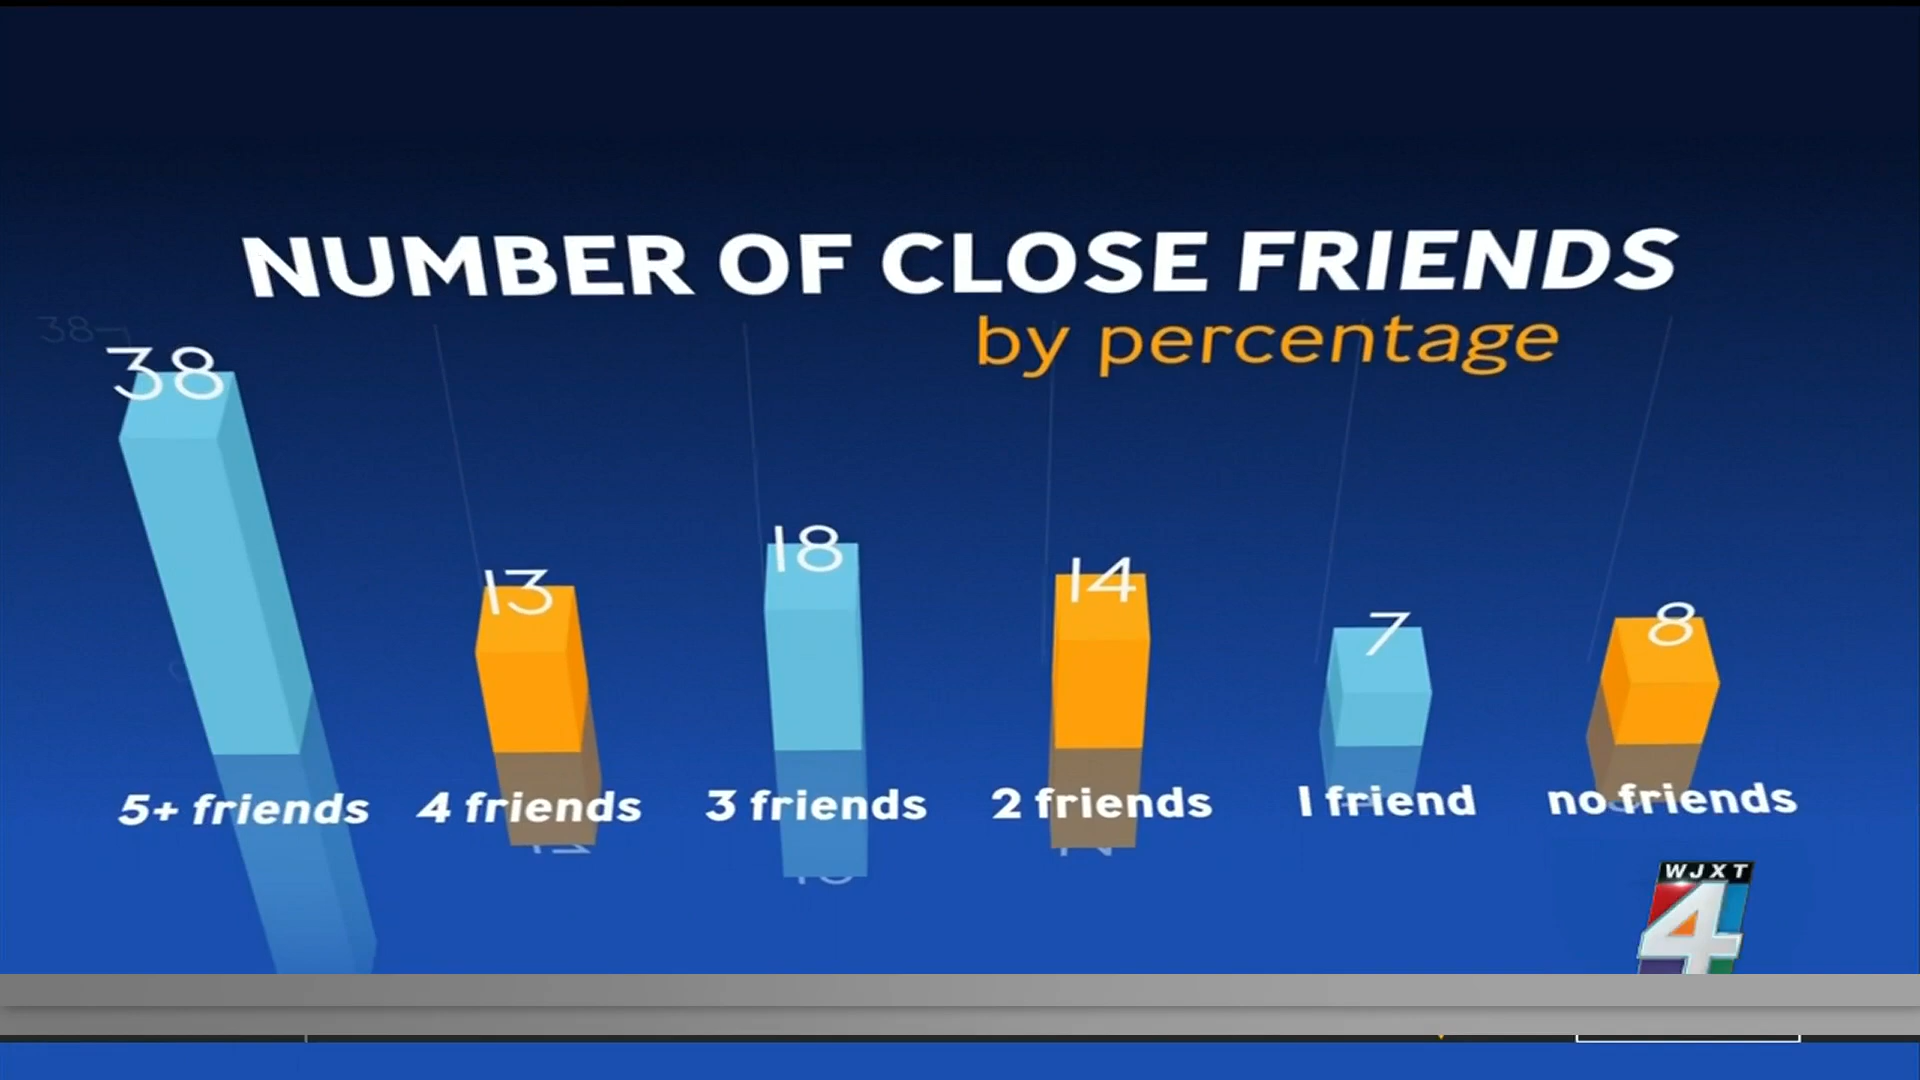 NUMBER OF CLOSE FRIENDS
by percentage
38
38
13
18
14
7
8
5+ friends
4 friends
3 friends
2 friends
1 friend
no friends
WJXT
4